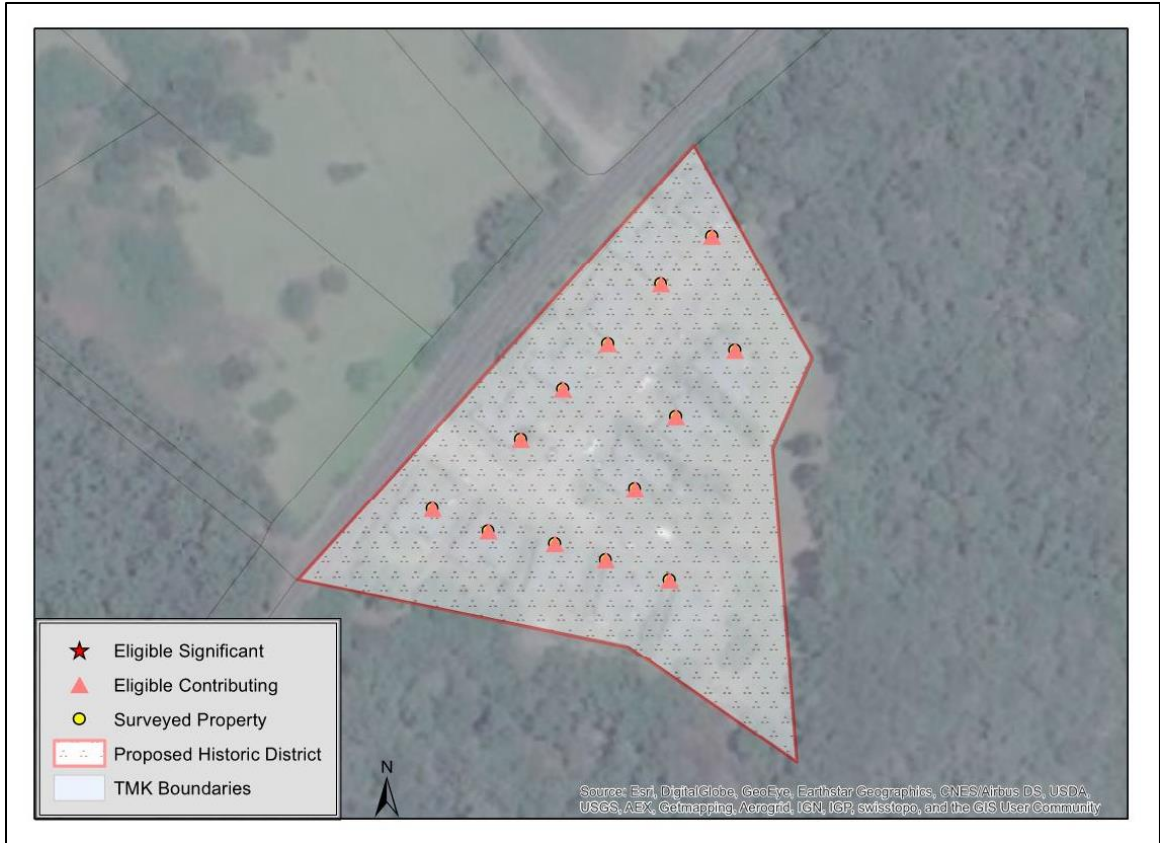 Eligible Significant
Eligible Contributing
Surveyed Property
Proposed Historic District
TMK Boundaries
N
Source: Esri, DigitalGlobe, GeoEye, Earthstar Geographics, CNES/Airbus DS, USDA,
USGS, AEX, Getmapping, Aerogrid, IGN, IGP, swisstopo, and the GIS User Community